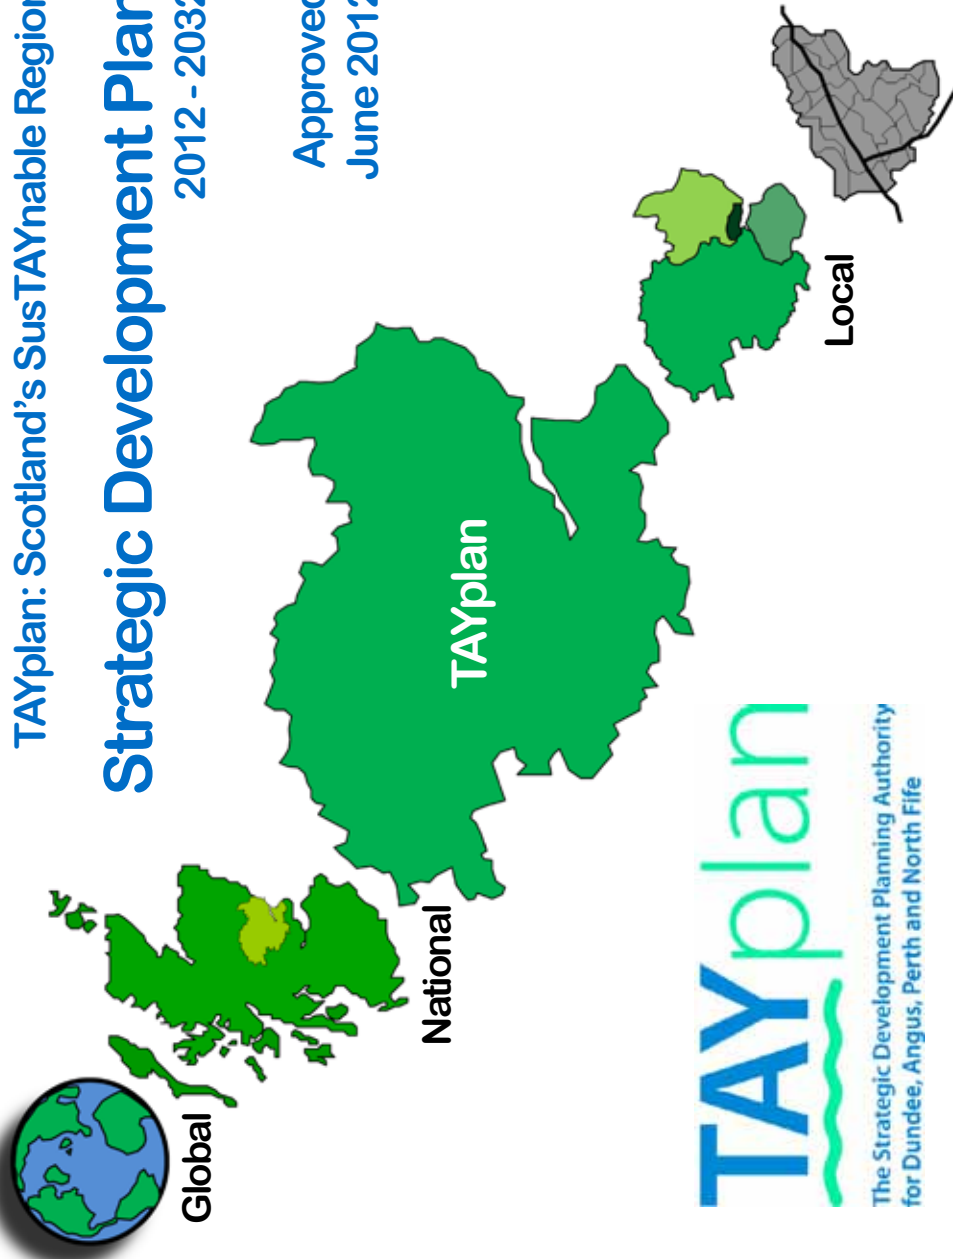 TAYplan: Scotland's SusTAYnable Region
Strategic Development Plan
2012 - 2032
Approved
June 2012
Global
National
TAYplan
Local
TAYplan
The Strategic Development Planning Authority
for Dundee, Angus, Perth and North Fife